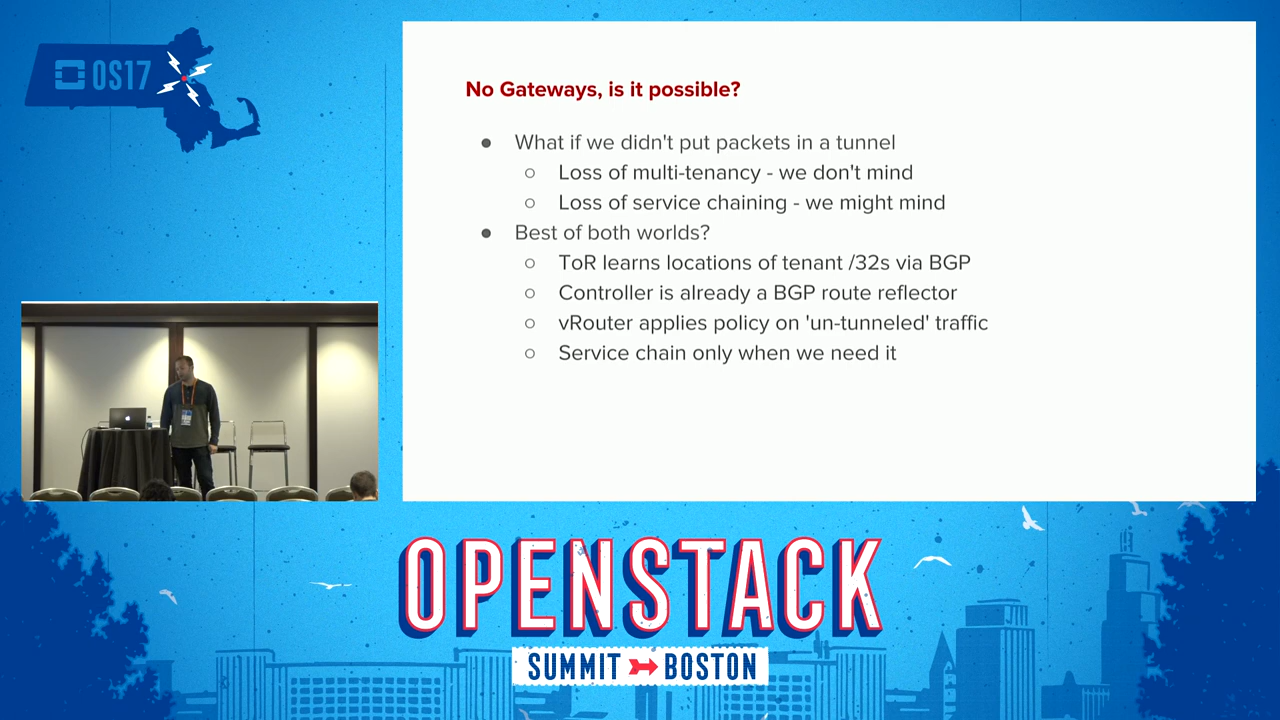 OS17
No Gateways, is it possible?
● What if we didn't put packets in a tunnel
○ Loss of multi-tenancy - we don't mind
○ Loss of service chaining - we might mind
● Best of both worlds?
○ ToR learns locations of tenant /32s via BGP
○ Controller is already a BGP route reflector
○ vRouter applies policy on 'un-tunneled' traffic
○ Service chain only when we need it
OPENSTACK
SUMMIT BOSTON